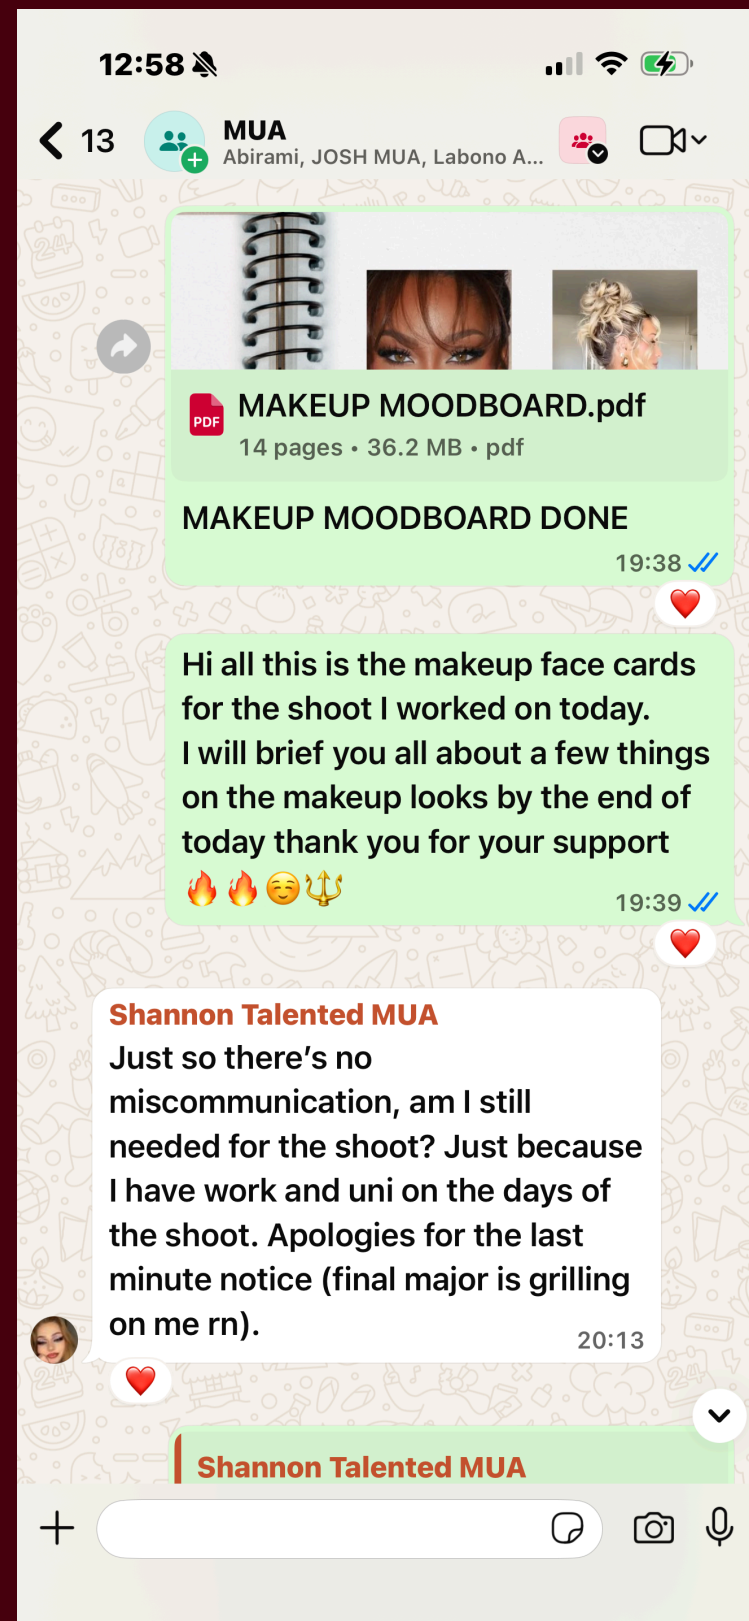 12:58
13
MUA
Abirami, JOSH MUA, Labono A...
PDF
MAKEUP MOODBOARD.pdf
14 pages • 36.2 MB • pdf
MAKEUP MOODBOARD DONE
19:38
Hi all this is the makeup face cards
for the shoot I worked on today.
I will brief you all about a few things
on the makeup looks by the end of
today thank you for your support
🔥🔥☺️🔱
19:39
Shannon Talented MUA
Just so there’s no
miscommunication, am I still
needed for the shoot? Just because
I have work and uni on the days of
the shoot. Apologies for the last
minute notice (final major is grilling
on me rn).
20:13
Shannon Talented MUA